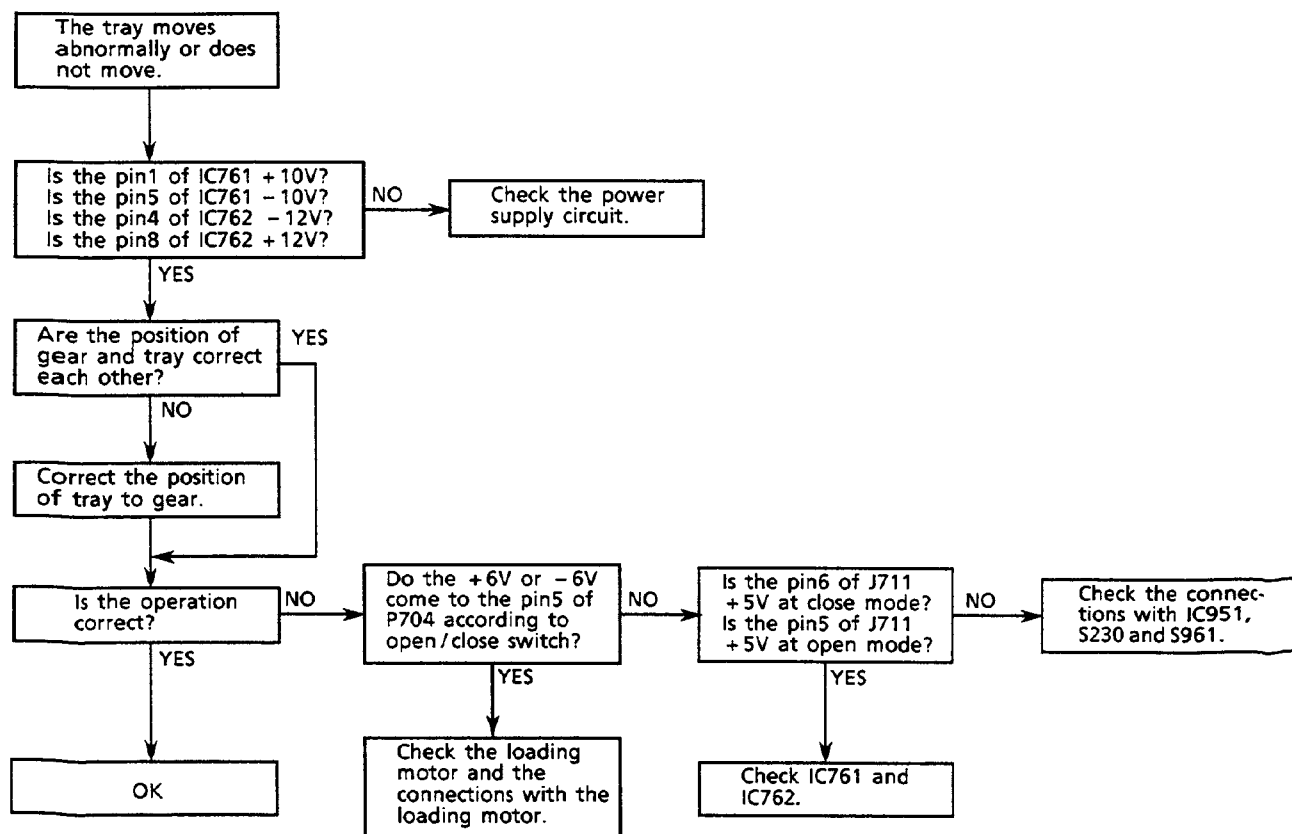 The tray moves
abnormally or does
not move.
Is the pin1 of IC761 +10V?
Is the pin5 of IC761 −10V?
Is the pin4 of IC762 −12V?
Is the pin8 of IC762 +12V?
NO
Check the power
supply circuit.
YES
Are the position of
gear and tray correct
each other?
YES
NO
Correct the position
of tray to gear.
Is the operation
correct?
NO
Do the +6V or −6V
come to the pin5 of
P704 according to
open/close switch?
NO
Is the pin6 of J711
+5V at close mode?
Is the pin5 of J711
+5V at open mode?
NO
Check the connec-
tions with IC951,
S230 and S961.
YES
YES
YES
OK
Check the loading
motor and the
connections with the
loading motor.
Check IC761 and
IC762.